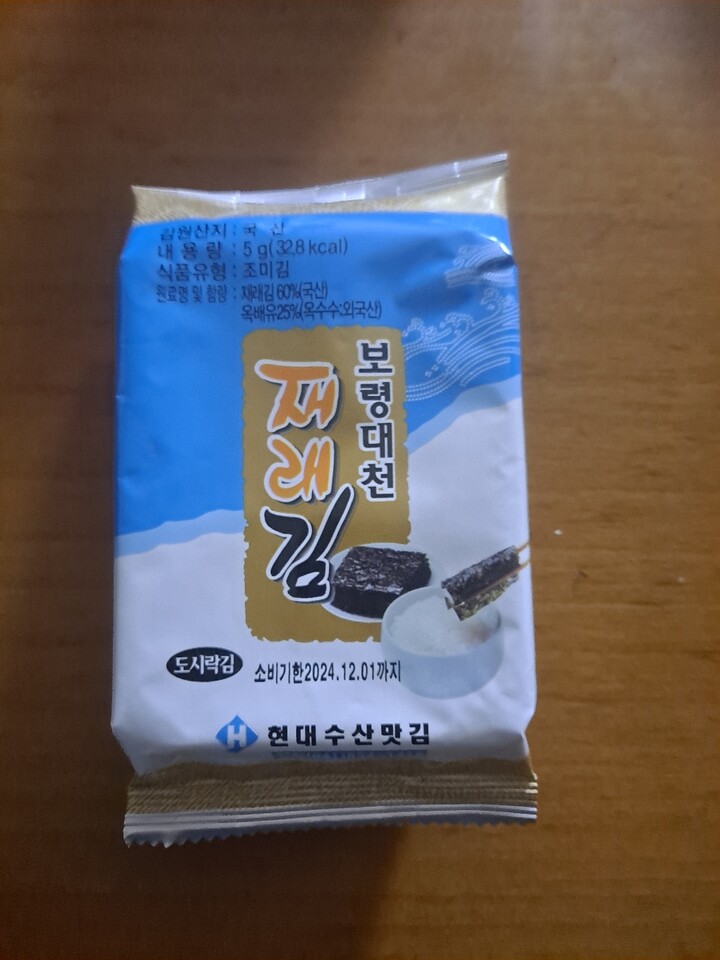 김원산지 : 국 산
내 용 량 : 5 g(32,8 kcal)
식품유형 : 조미김
원료명 및 함량 : 재래김 60%(국산)
옥배유25%(옥수수:외국산)
보령대천
재래김
도시락김
소비기한2024.12.01까지
H 현대수산맛김